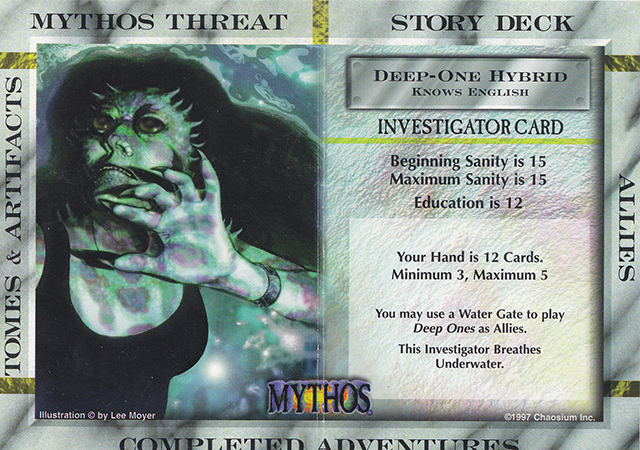 MYTHOS THREAT
STORY DECK
TOMES & ARTIFACTS
DEEP-ONE HYBRID
KNOWS ENGLISH
INVESTIGATOR CARD
Beginning Sanity is 15
Maximum Sanity is 15
Education is 12
Your Hand is 12 Cards.
Minimum 3, Maximum 5
You may use a Water Gate to play
Deep Ones as Allies.
This Investigator Breathes
Underwater.
ALLIES
MYTHOS
Illustration © by Lee Moyer
©1997 Chaosium Inc.
COMPLETED ADVENTURES